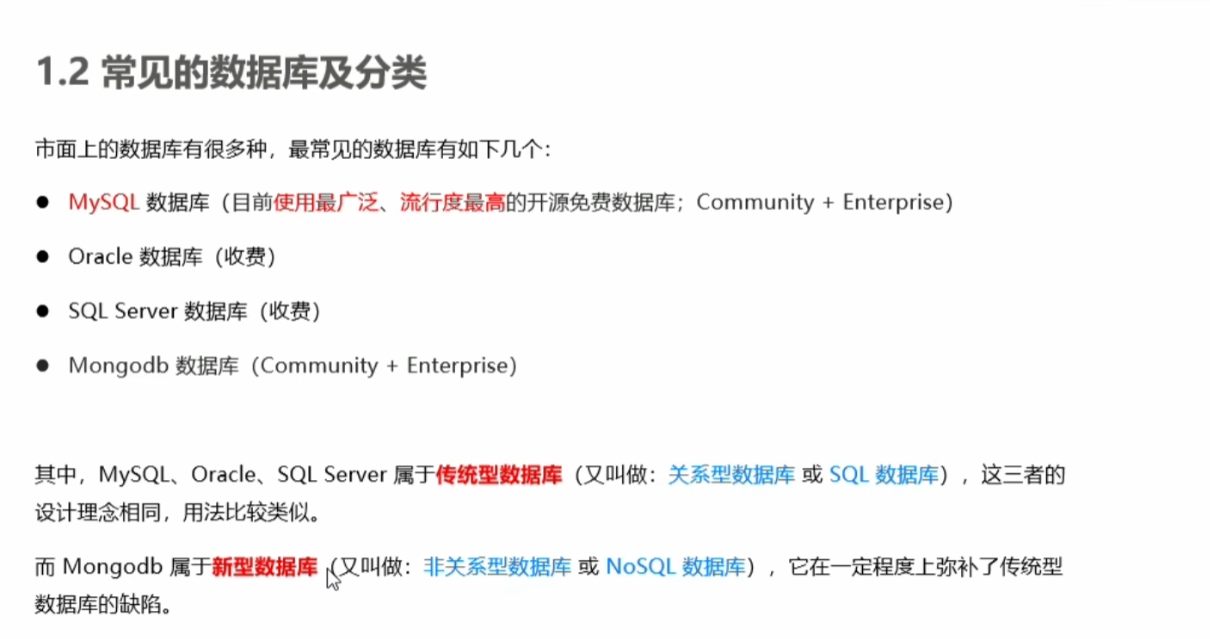 1.2 常见的数据库及分类
市面上的数据库有很多种，最常见的数据库有如下几个：
● MySQL 数据库（目前使用最广泛、流行度最高的开源免费数据库；Community + Enterprise）
● Oracle 数据库（收费）
● SQL Server 数据库（收费）
● Mongodb 数据库（Community + Enterprise）
其中，MySQL、Oracle、SQL Server 属于传统型数据库（又叫做：关系型数据库 或 SQL 数据库），这三者的
设计理念相同，用法比较类似。
而 Mongodb 属于新型数据库（又叫做：非关系型数据库 或 NoSQL 数据库），它在一定程度上弥补了传统型
数据库的缺陷。